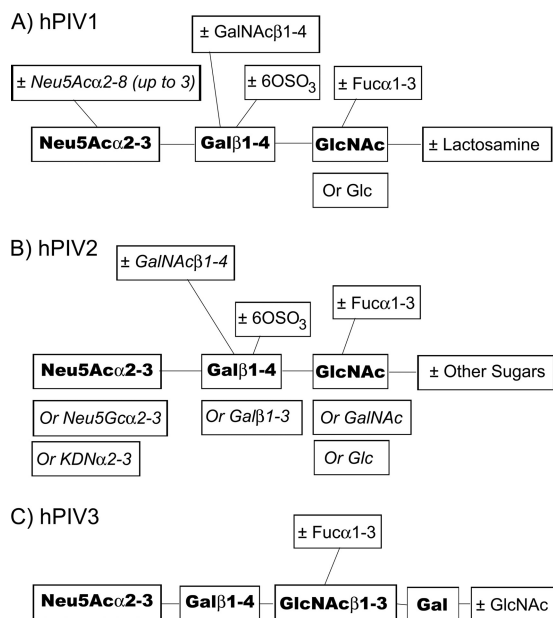 A) hPIV1
± GalNAcβ1-4
± Neu5Acα2-8 (up to 3)
± 6OSO3
± Fucα1-3
Neu5Acα2-3
Galβ1-4
GlcNAc
± Lactosamine
Or Glc
B) hPIV2
± GalNAcβ1-4
± 6OSO3
± Fucα1-3
Neu5Acα2-3
Galβ1-4
GlcNAc
± Other Sugars
Or Neu5Gcα2-3
Or Galβ1-3
Or GalNAc
Or KDNα2-3
Or Glc
C) hPIV3
± Fucα1-3
Neu5Acα2-3
Galβ1-4
GlcNAcβ1-3
Gal
± GlcNAc